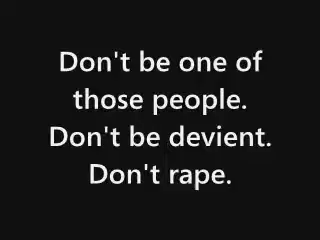 Don't be one of
those people.
Don't be devient.
Don't rape.